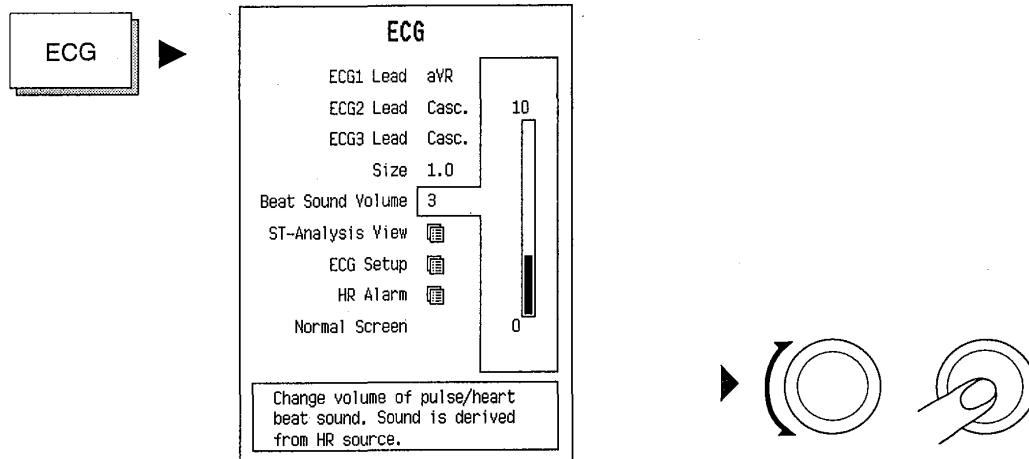 ECG
ECG
ECG1 Lead aVR
ECG2 Lead Casc.
ECG3 Lead Casc.
Size 1.0
Beat Sound Volume 3
ST-Analysis View
ECG Setup
HR Alarm
Normal Screen
10
0
Change volume of pulse/heart
beat sound. Sound is derived
from HR source.